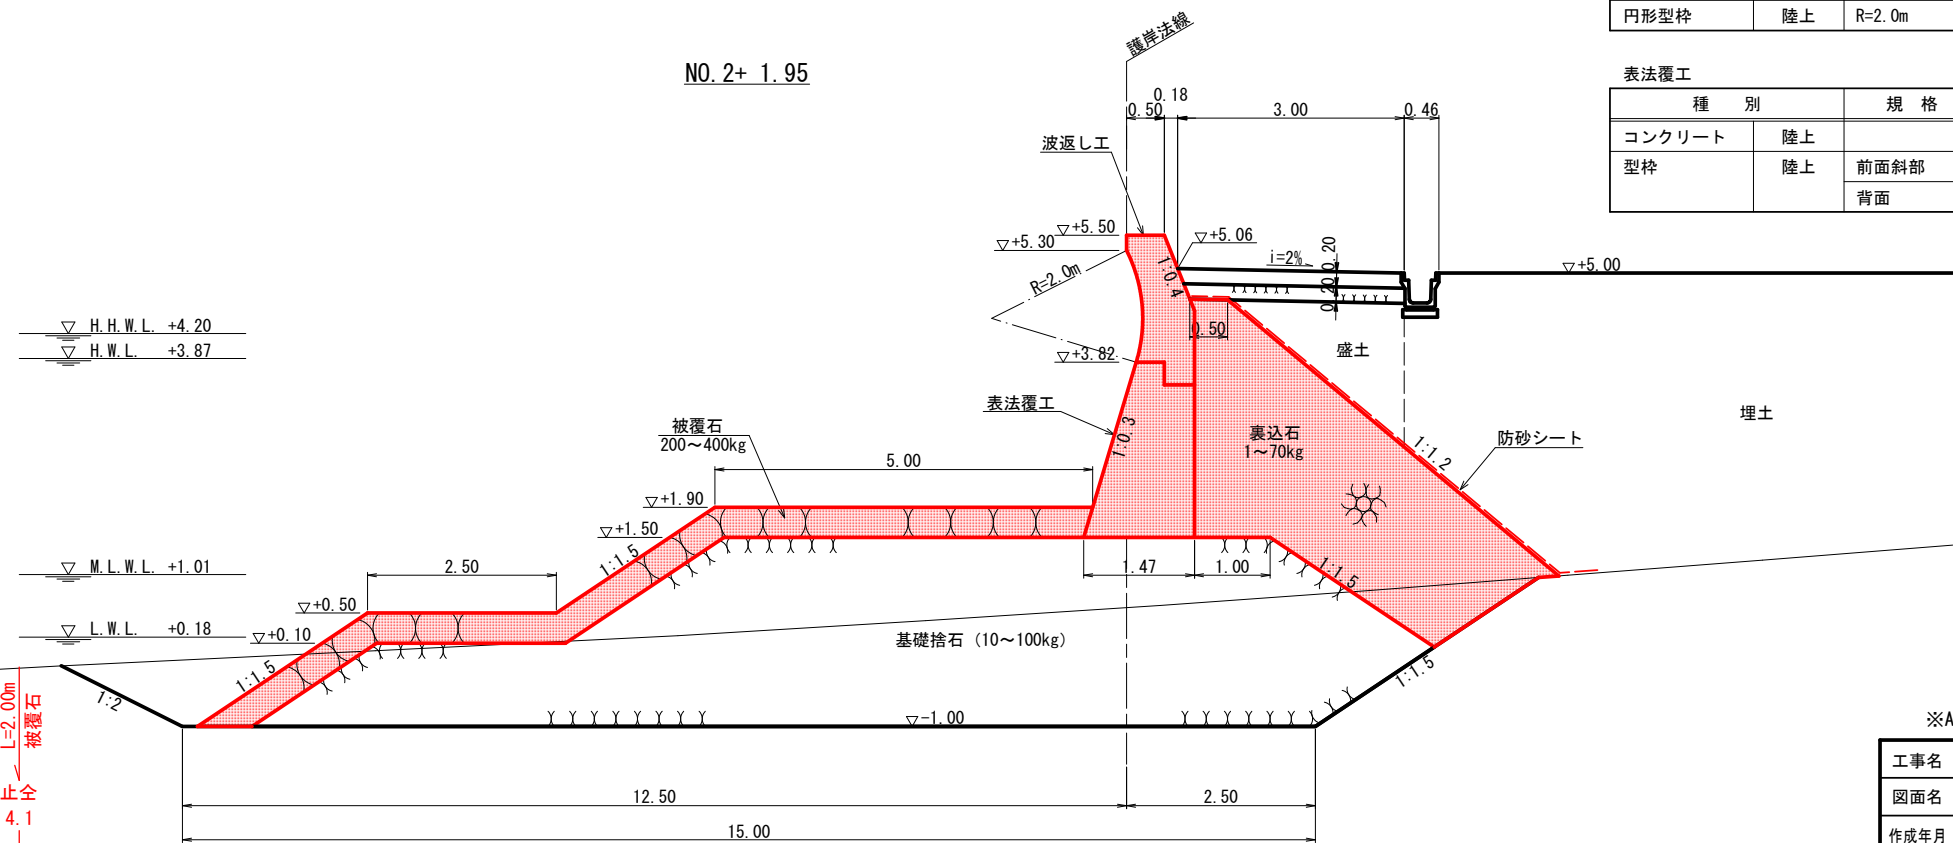 円形型枠 陸上 R=2.0m
表法覆工
種 別 規 格
コンクリート 陸上
型枠 陸上 前面斜部
背面
NO.2+ 1.95
護岸法線
0.18
0.50 3.00 0.46
波返し工
▽+5.50
▽+5.30
▽+5.06
i=2%
0.20
0.20
▽+5.00
R=2.0m
1:0.4
0.50
▽ H.H.W.L. +4.20
▽ H.W.L. +3.87
▽+3.82
盛土
埋土
表法覆工
1:0.3
被覆石
200～400kg
裏込石
1～70kg
防砂シート
1:1.2
5.00
▽+1.90
▽+1.50
1:1.5
▽ M.L.W.L. +1.01
2.50
1.47 1.00
1:1.5
▽+0.50
▽ L.W.L. +0.18
▽+0.10
基礎捨石（10～100kg）
1:1.5
1:1.5
1:2
▽-1.00
L=2.00m
被覆石
4.1
12.50 2.50
15.00
※A
工事名
図面名
作成年月